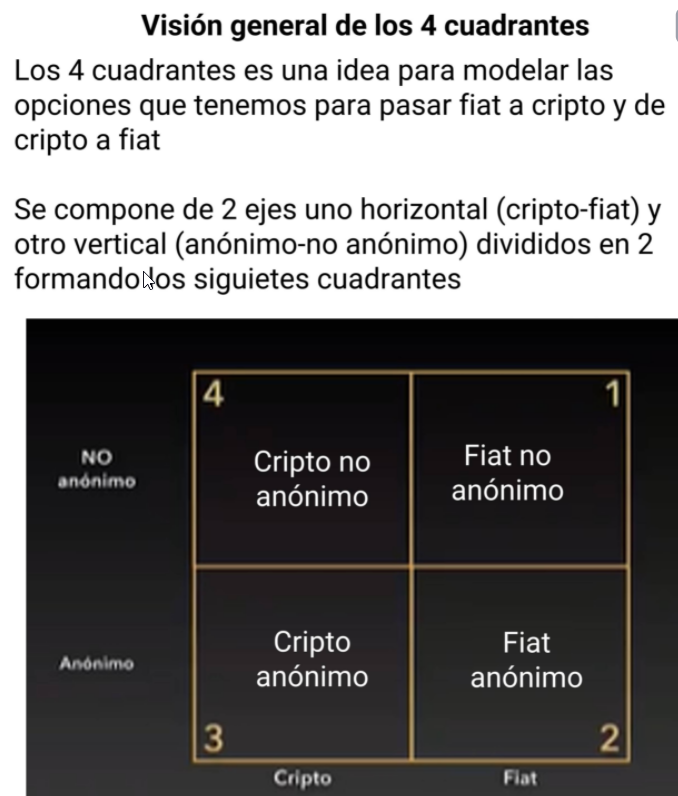 Visión general de los 4 cuadrantes
Los 4 cuadrantes es una idea para modelar las
opciones que tenemos para pasar fiat a cripto y de
cripto a fiat
Se compone de 2 ejes uno horizontal (cripto-fiat) y
otro vertical (anónimo-no anónimo) divididos en 2
formando los siguietes cuadrantes
4
1
NO
anónimo
Cripto no
anónimo
Fiat no
anónimo
Anónimo
Cripto
anónimo
Fiat
anónimo
3
2
Cripto
Fiat